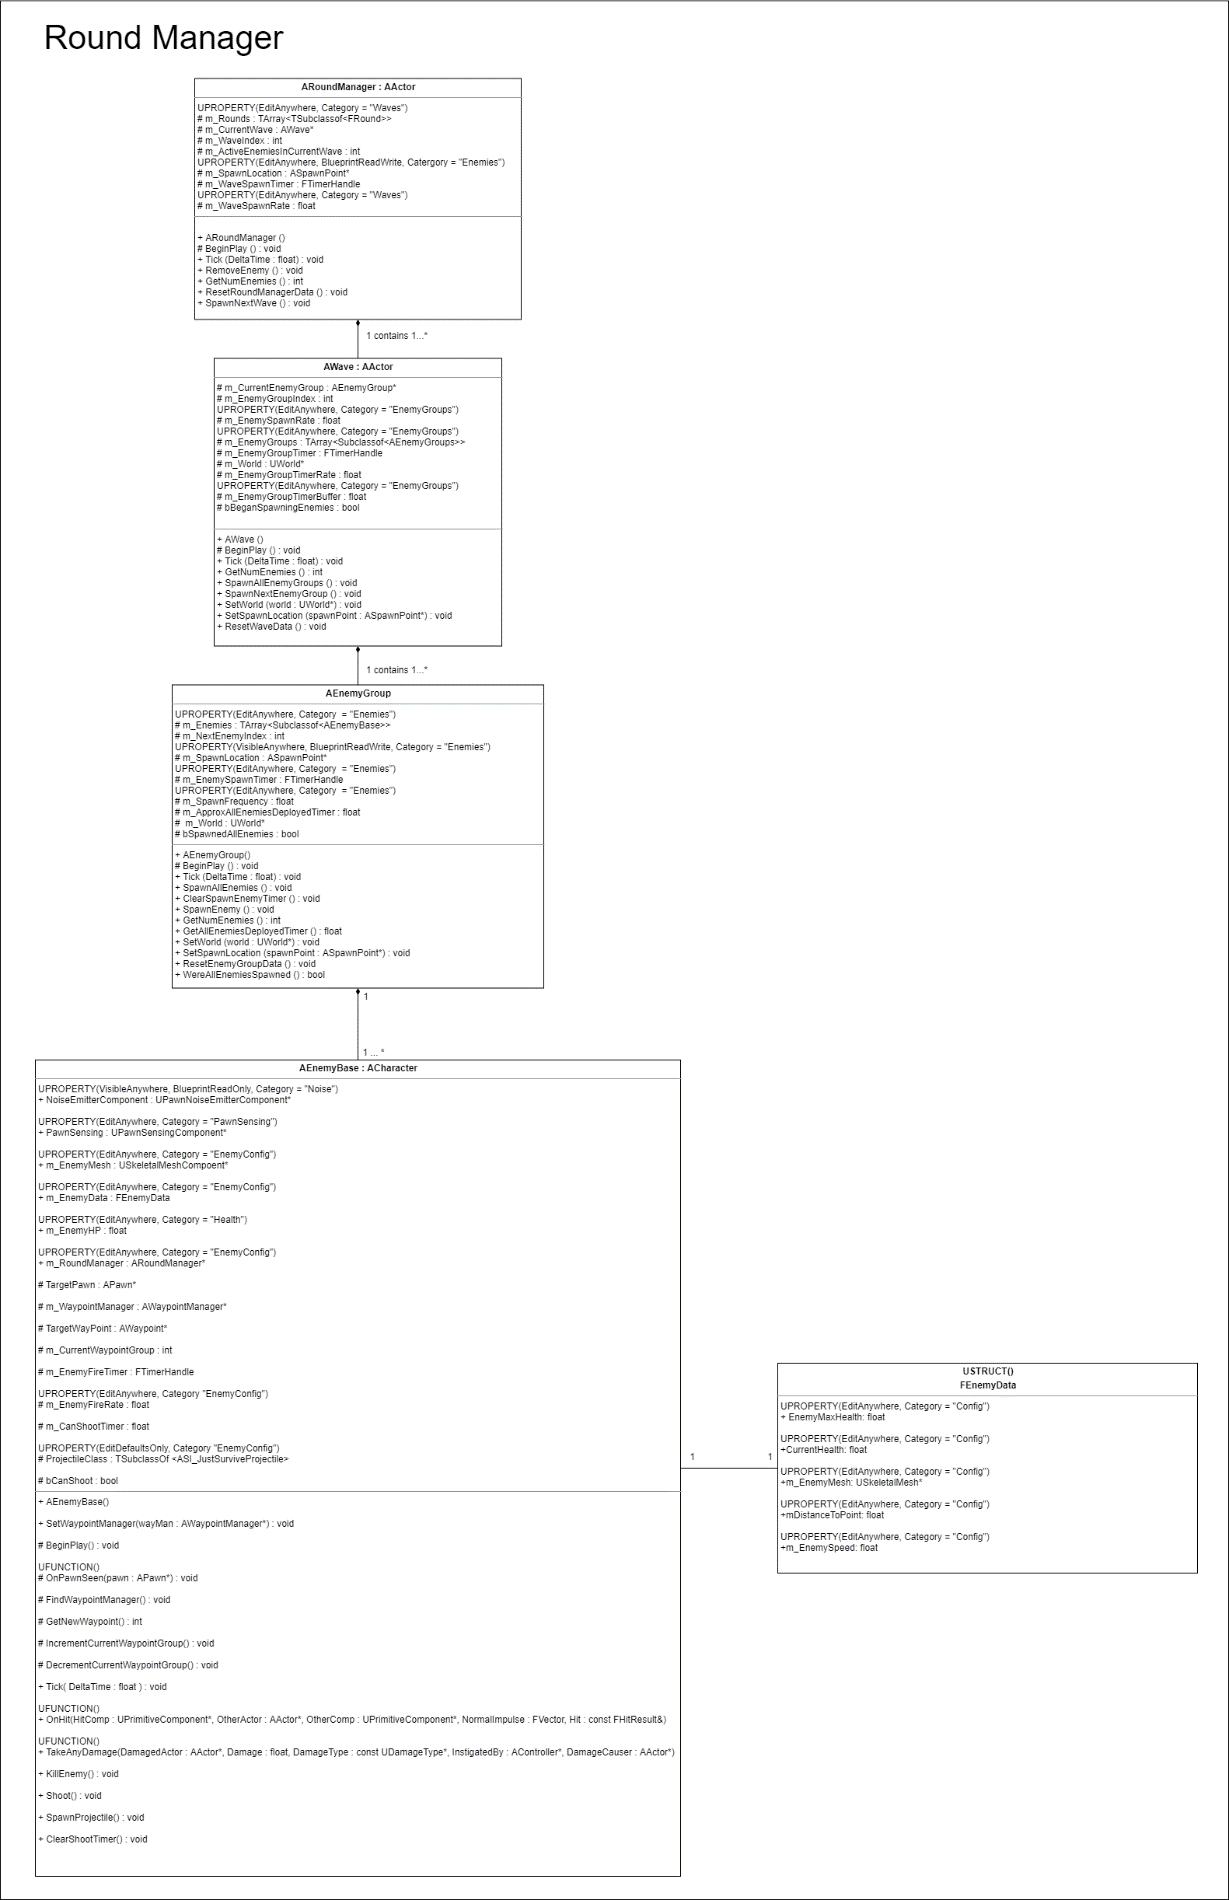 Round Manager
ARoundManager : AActor
UPROPERTY(EditAnywhere, Category = "Waves")
# m_Rounds : TArray<TSubclassof<FRound>>
# m_CurrentWave : AWave*
# m_WaveIndex : int
# m_ActiveEnemiesInCurrentWave : int
UPROPERTY(EditAnywhere, BlueprintReadWrite, Catergory = "Enemies")
# m_SpawnLocation : ASpawnPoint*
# m_WaveSpawnTimer : FTimerHandle
UPROPERTY(EditAnywhere, Category = "Waves")
# m_WaveSpawnRate : float
+ ARoundManager ()
# BeginPlay () : void
+ Tick (DeltaTime : float) : void
+ RemoveEnemy () : void
+ GetNumEnemies () : int
+ ResetRoundManagerData () : void
+ SpawnNextWave () : void
1 contains 1...*
AWave : AActor
# m_CurrentEnemyGroup : AEnemyGroup*
# m_EnemyGroupIndex : int
UPROPERTY(EditAnywhere, Category = "EnemyGroups")
# m_EnemySpawnRate : float
UPROPERTY(EditAnywhere, Category = "EnemyGroups")
# m_EnemyGroups : TArray<Subclassof<AEnemyGroups>>
# m_EnemyGroupTimer : FTimerHandle
# m_World : UWorld*
# m_EnemyGroupTimerRate : float
UPROPERTY(EditAnywhere, Category = "EnemyGroups")
# m_EnemyGroupTimerBuffer : float
# bBeganSpawningEnemies : bool
+ AWave ()
# BeginPlay () : void
+ Tick (DeltaTime : float) : void
+ GetNumEnemies () : int
+ SpawnAllEnemyGroups () : void
+ SpawnNextEnemyGroup () : void
+ SetWorld (world : UWorld*) : void
+ SetSpawnLocation (spawnPoint : ASpawnPoint*) : void
+ ResetWaveData () : void
1 contains 1...*
AEnemyGroup
UPROPERTY(EditAnywhere, Category  = "Enemies")
# m_Enemies : TArray<Subclassof<AEnemyBase>>
# m_NextEnemyIndex : int
UPROPERTY(VisibleAnywhere, BlueprintReadWrite, Category = "Enemies")
# m_SpawnLocation : ASpawnPoint*
UPROPERTY(EditAnywhere, Category  = "Enemies")
# m_EnemySpawnTimer : FTimerHandle
UPROPERTY(EditAnywhere, Category  = "Enemies")
# m_SpawnFrequency : float
# m_ApproxAllEnemiesDeployedTimer : float
#  m_World : UWorld*
# bSpawnedAllEnemies : bool
+ AEnemyGroup()
# BeginPlay () : void
+ Tick (DeltaTime : float) : void
+ SpawnAllEnemies () : void
+ ClearSpawnEnemyTimer () : void
+ SpawnEnemy () : void
+ GetNumEnemies () : int
+ GetAllEnemiesDeployedTimer () : float
+ SetWorld (world : UWorld*) : void
+ SetSpawnLocation (spawnPoint : ASpawnPoint*) : void
+ ResetEnemyGroupData () : void
+ WereAllEnemiesSpawned () : bool
1
1 ... *
AEnemyBase : ACharacter
UPROPERTY(VisibleAnywhere, BlueprintReadOnly, Category = "Noise")
+ NoiseEmitterComponent : UPawnNoiseEmitterComponent*
UPROPERTY(EditAnywhere, Category = "PawnSensing")
+ PawnSensing : UPawnSensingComponent*
UPROPERTY(EditAnywhere, Category = "EnemyConfig")
+ m_EnemyMesh : USkeletalMeshCompoent*
UPROPERTY(EditAnywhere, Category = "EnemyConfig")
+ m_EnemyData : FEnemyData
UPROPERTY(EditAnywhere, Category = "Health")
+ m_EnemyHP : float
UPROPERTY(EditAnywhere, Category = "EnemyConfig")
+ m_RoundManager : ARoundManager*
# TargetPawn : APawn*
# m_WaypointManager : AWaypointManager*
# TargetWayPoint : AWaypoint*
# m_CurrentWaypointGroup : int
# m_EnemyFireTimer : FTimerHandle
UPROPERTY(EditAnywhere, Category "EnemyConfig")
# m_EnemyFireRate : float
# m_CanShootTimer : float
UPROPERTY(EditDefaultsOnly, Category "EnemyConfig")
# ProjectileClass : TSubclassOf <ASI_JustSurviveProjectile>
# bCanShoot : bool
+ AEnemyBase()
+ SetWaypointManager(wayMan : AWaypointManager*) : void
# BeginPlay() : void
UFUNCTION()
# OnPawnSeen(pawn : APawn*) : void
# FindWaypointManager() : void
# GetNewWaypoint() : int
# IncrementCurrentWaypointGroup() : void
# DecrementCurrentWaypointGroup() : void
+ Tick( DeltaTime : float ) : void
UFUNCTION()
+ OnHit(HitComp : UPrimitiveComponent*, OtherActor : AActor*, OtherComp : UPrimitiveComponent*, NormalImpulse : FVector, Hit : const FHitResult&)
UFUNCTION()
+ TakeAnyDamage(DamagedActor : AActor*, Damage : float, DamageType : const UDamageType*, InstigatedBy : AController*, DamageCauser : AActor*)
+ KillEnemy() : void
+ Shoot() : void
+ SpawnProjectile() : void
+ ClearShootTimer() : void
1
1
USTRUCT()
FEnemyData
UPROPERTY(EditAnywhere, Category = "Config")
+ EnemyMaxHealth: float
UPROPERTY(EditAnywhere, Category = "Config")
+CurrentHealth: float
UPROPERTY(EditAnywhere, Category = "Config")
+m_EnemyMesh: USkeletalMesh*
UPROPERTY(EditAnywhere, Category = "Config")
+mDistanceToPoint: float
UPROPERTY(EditAnywhere, Category = "Config")
+m_EnemySpeed: float